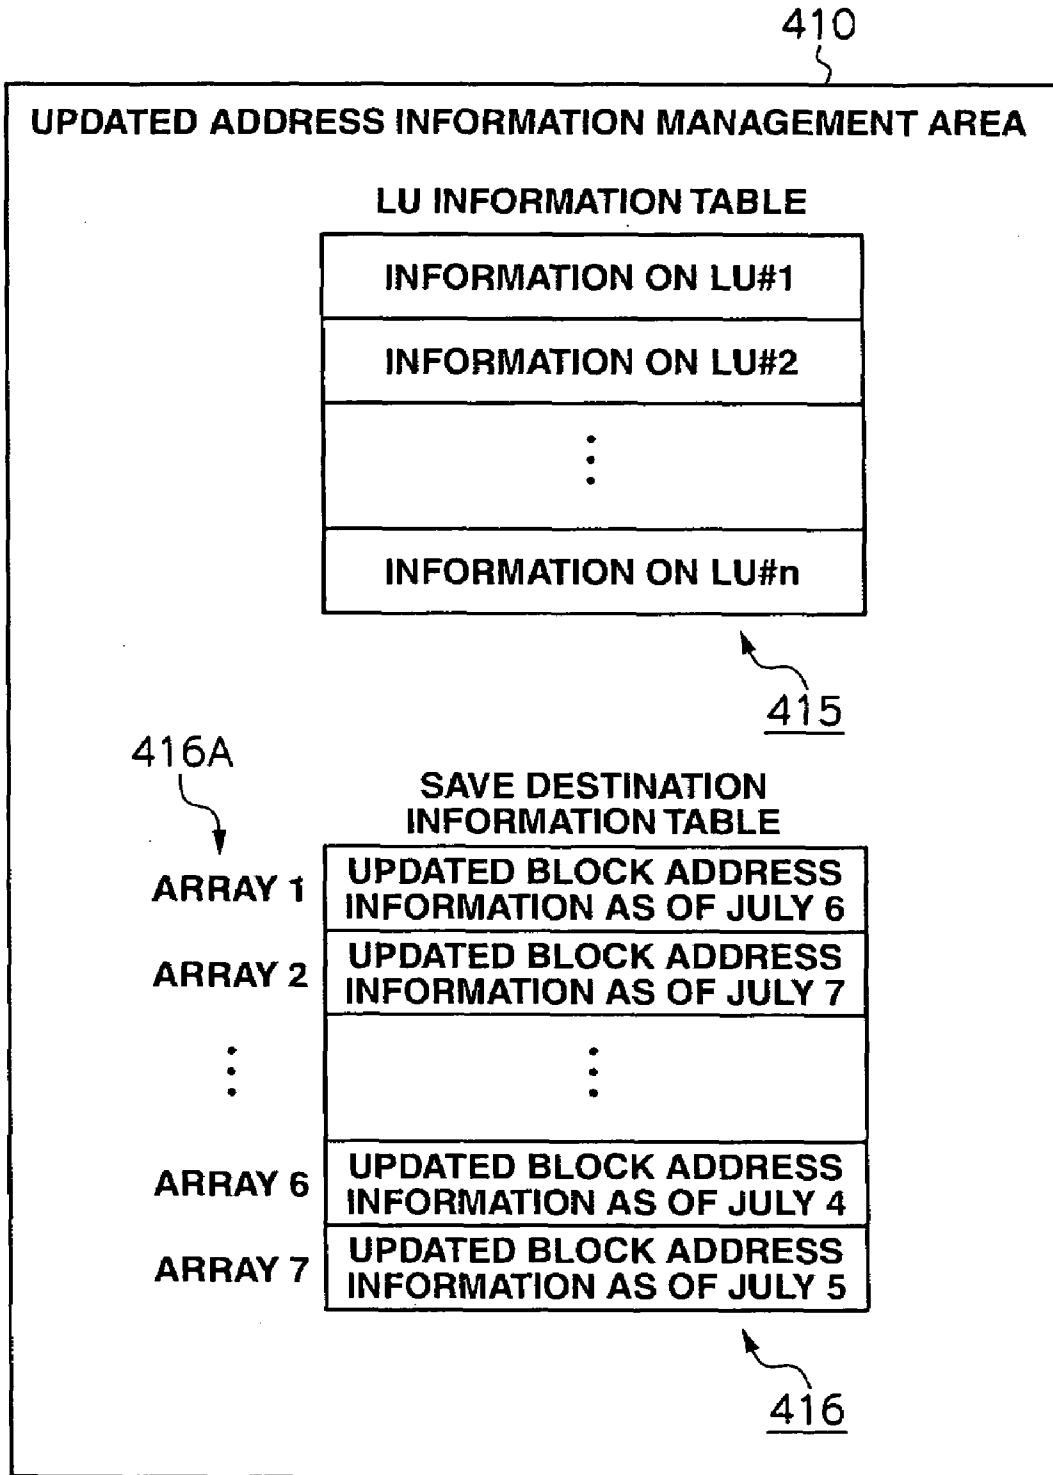 410
UPDATED ADDRESS INFORMATION MANAGEMENT AREA
LU INFORMATION TABLE
INFORMATION ON LU#1
INFORMATION ON LU#2
INFORMATION ON LU#n
415
416A
SAVE DESTINATION
INFORMATION TABLE
ARRAY 1
UPDATED BLOCK ADDRESS
INFORMATION AS OF JULY 6
ARRAY 2
UPDATED BLOCK ADDRESS
INFORMATION AS OF JULY 7
ARRAY 6
UPDATED BLOCK ADDRESS
INFORMATION AS OF JULY 4
ARRAY 7
UPDATED BLOCK ADDRESS
INFORMATION AS OF JULY 5
416